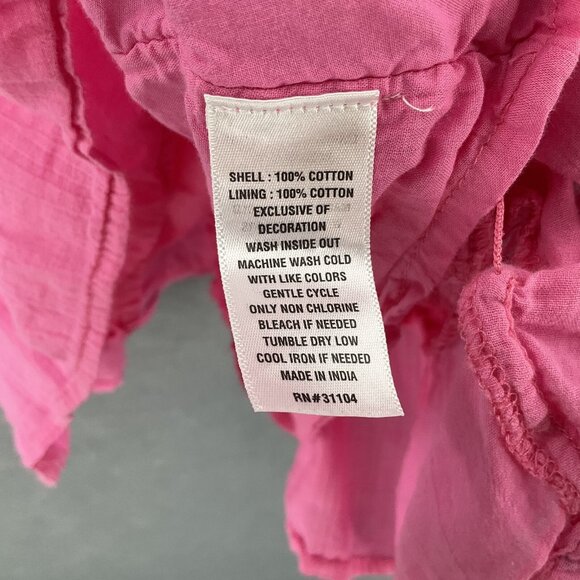 SHELL : 100% COTTON
LINING : 100% COTTON
EXCLUSIVE OF
DECORATION
WASH INSIDE OUT
MACHINE WASH COLD
WITH LIKE COLORS
GENTLE CYCLE
ONLY NON CHLORINE
BLEACH IF NEEDED
TUMBLE DRY LOW
COOL IRON IF NEEDED
MADE IN INDIA
RN#31104